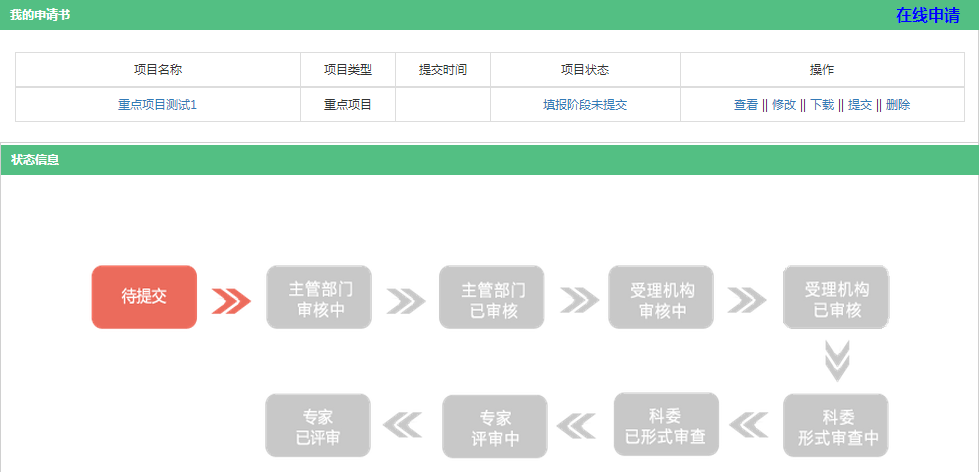 我的申请书 在线申请
项目名称 项目类型 提交时间 项目状态 操作
重点项目测试1 重点项目 填报阶段未提交 查看 || 修改 || 下载 || 提交 || 删除
状态信息
待提交
主管部门
审核中
主管部门
已审核
受理机构
审核中
受理机构
已审核
科委
形式审查中
科委
已形式审查
专家
评审中
专家
已评审